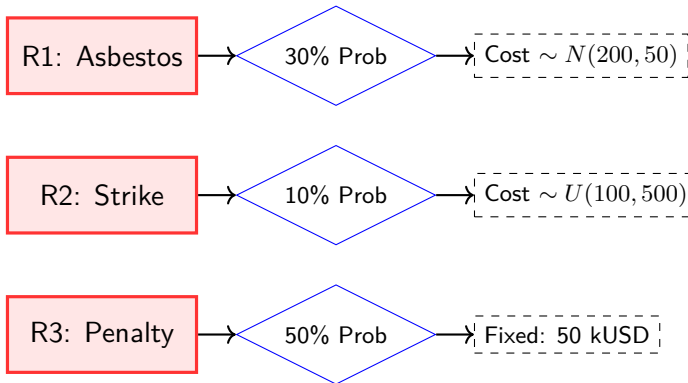 R1: Asbestos 30% Prob Cost ∼ N(200, 50)
R2: Strike 10% Prob Cost ∼ U(100, 500)
R3: Penalty 50% Prob Fixed: 50 kUSD